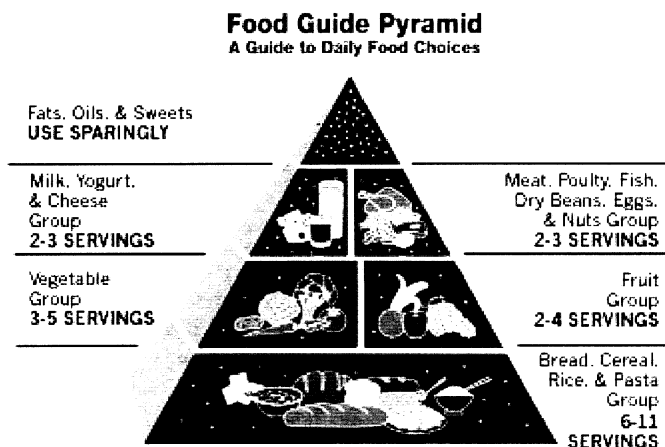 Food Guide Pyramid
A Guide to Daily Food Choices
Fats, Oils, & Sweets
USE SPARINGLY
Milk, Yogurt,
& Cheese
Group
2-3 SERVINGS
Meat, Poulty, Fish,
Dry Beans, Eggs,
& Nuts Group
2-3 SERVINGS
Vegetable
Group
3-5 SERVINGS
Fruit
Group
2-4 SERVINGS
Bread, Cereal,
Rice, & Pasta
Group
6-11
SERVINGS